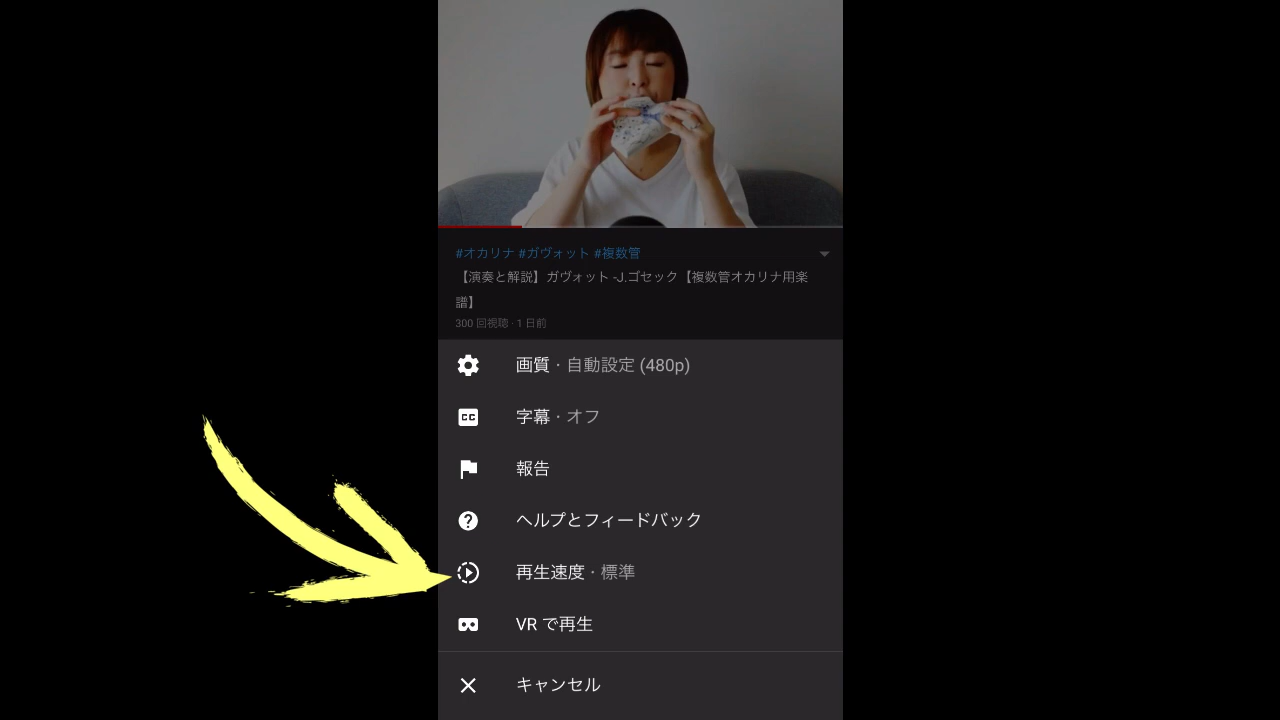 #オカリナ #ガヴォット #複数管
【演奏と解説】ガヴォット -J.ゴセック【複数管オカリナ用楽
譜】
300 回視聴 · 1 日前
画質 · 自動設定 (480p)
CC 字幕 · オフ
報告
ヘルプとフィードバック
再生速度 · 標準
VR で再生
キャンセル